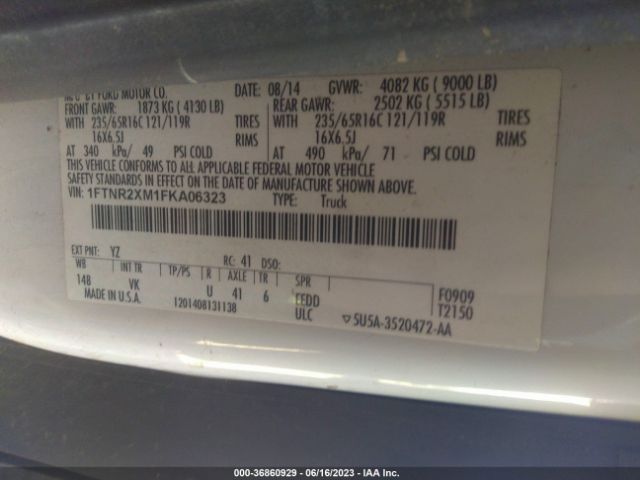 MFD BY FORD MOTOR CO. DATE: 08/14 GVWR: 4082 KG ( 9000 LB)
FRONT GAWR: 1873 KG ( 4130 LB) REAR GAWR: 2502 KG ( 5515 LB)
WITH 235/65R16C 121/119R TIRES WITH 235/65R16C 121/119R TIRES
16X6.5J RIMS 16X6.5J RIMS
AT 340 kPa/ 49 PSI COLD AT 490 kPa/ 71 PSI COLD
THIS VEHICLE CONFORMS TO ALL APPLICABLE FEDERAL MOTOR VEHICLE
SAFETY STANDARDS IN EFFECT ON THE DATE OF MANUFACTURE SHOWN ABOVE.
VIN: 1FTNR2XM1FKA06323 TYPE: Truck
EXT PNT: YZ RC: 41 DSO:
WB INT TR TP/PS R AXLE TR SPR
148 VK U 41 6 EEDD F0909
MADE IN U.S.A. 1201408131138 ULC T2150
▽5U5A-3520472-AA
000-36860929 - 06/16/2023 - IAAI.com